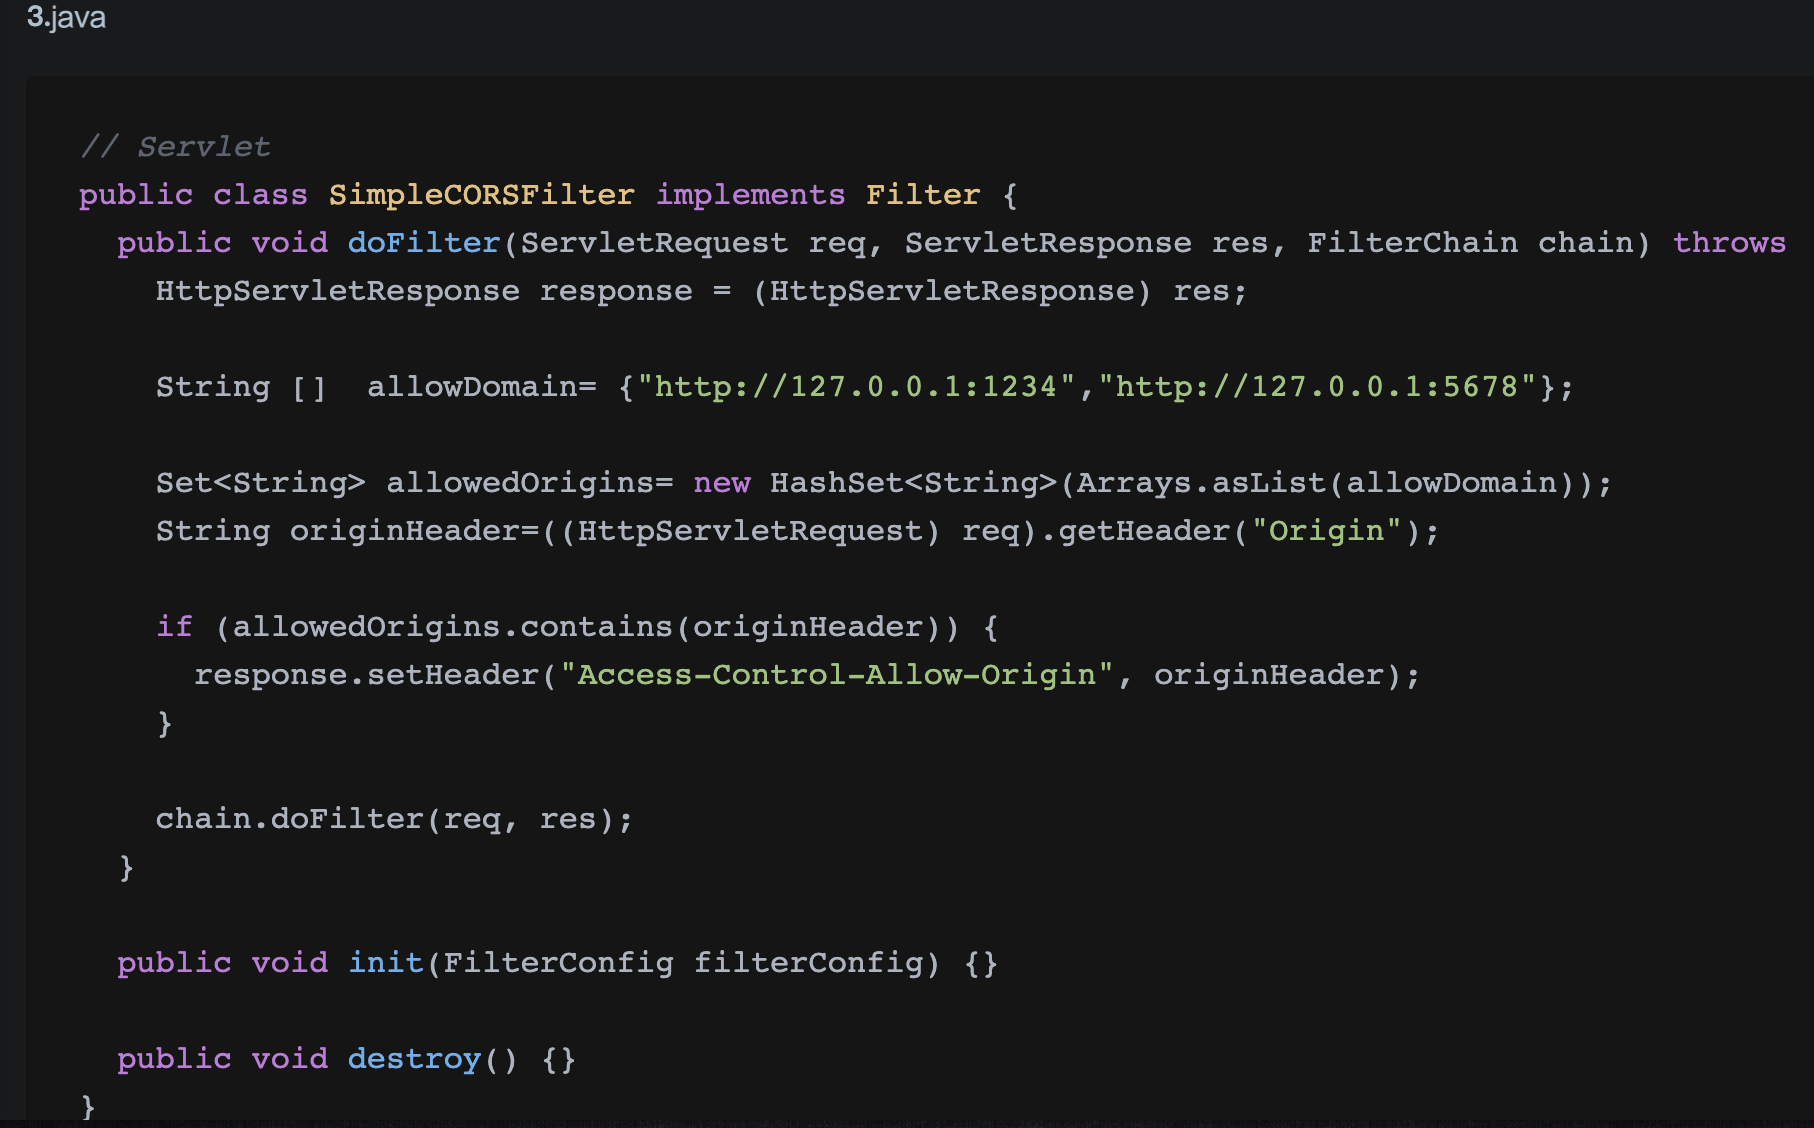 3.java
// Servlet
public class SimpleCORSFilter implements Filter {
  public void doFilter(ServletRequest req, ServletResponse res, FilterChain chain) throws
    HttpServletResponse response = (HttpServletResponse) res;
    String []  allowDomain= {"http://127.0.0.1:1234","http://127.0.0.1:5678"};
    Set<String> allowedOrigins= new HashSet<String>(Arrays.asList(allowDomain));
    String originHeader=((HttpServletRequest) req).getHeader("Origin");
    if (allowedOrigins.contains(originHeader)) {
      response.setHeader("Access-Control-Allow-Origin", originHeader);
    }
    chain.doFilter(req, res);
  }
  public void init(FilterConfig filterConfig) {}
  public void destroy() {}
}